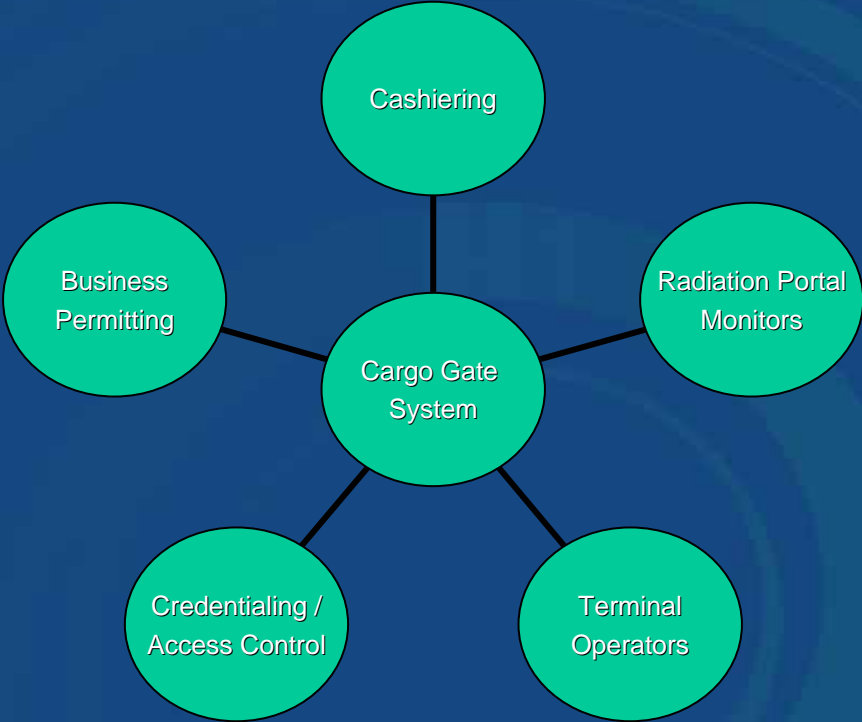 Cashiering
Business
Permitting
Radiation Portal
Monitors
Cargo Gate
System
Credentialing /
Access Control
Terminal
Operators